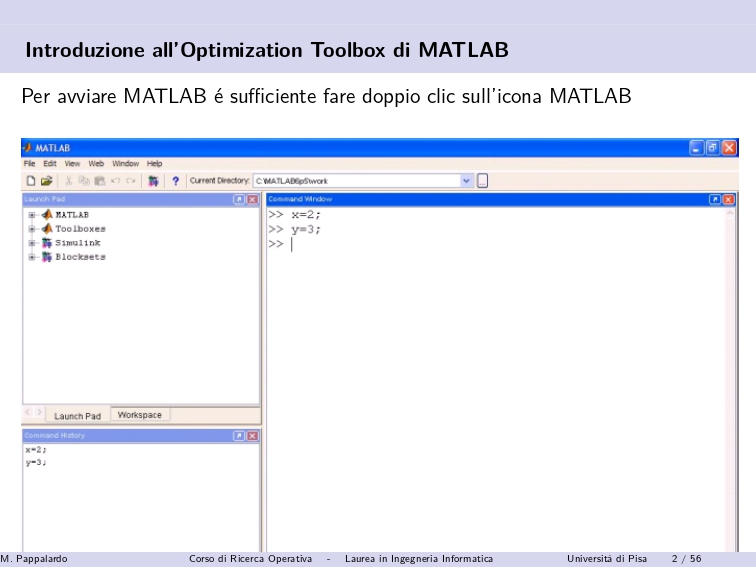 Introduzione all'Optimization Toolbox di MATLAB
Per avviare MATLAB é sufficiente fare doppio clic sull'icona MATLAB
MATLAB
File Edit View Web Window Help
? Current Directory: C:\MATLAB6p5\work ...
Launch Pad
MATLAB
Toolboxes
Simulink
Blocksets
Launch Pad Workspace
Command History
x=2;
y=3;
Command Window
>> x=2;
>> y=3;
>>
M. Pappalardo Corso di Ricerca Operativa - Laurea in Ingegneria Informatica Universitá di Pisa 2 / 56